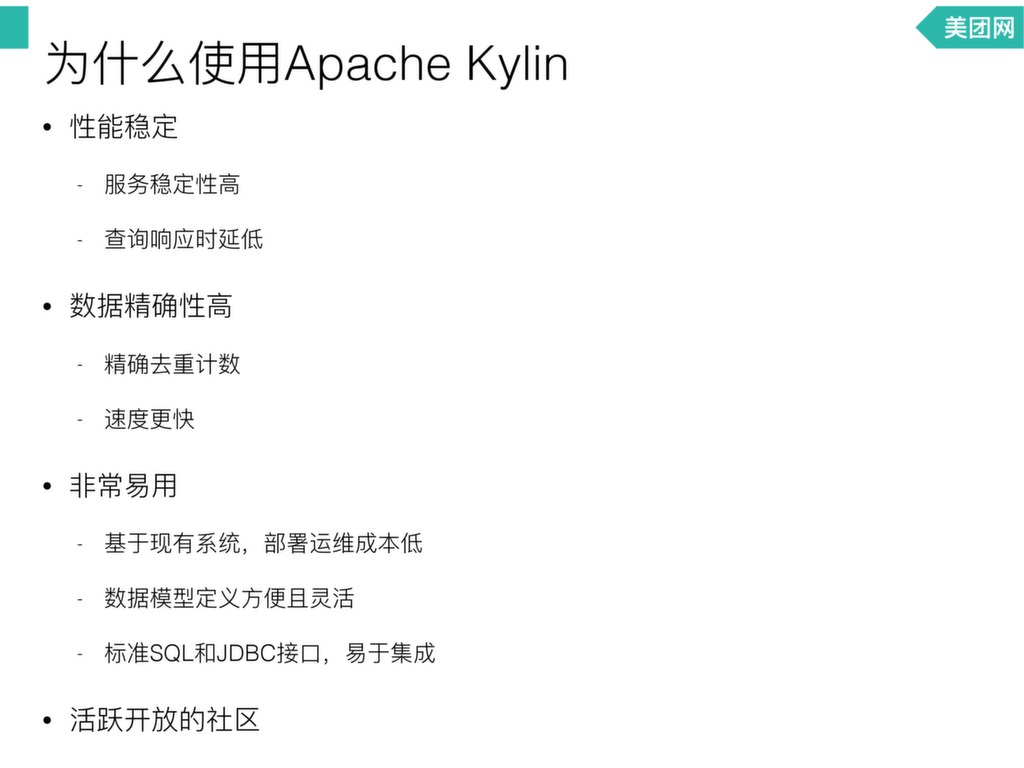 美团网
为什么使用Apache Kylin
• 性能稳定
- 服务稳定性高
- 查询响应时延低
• 数据精确性高
- 精确去重计数
- 速度更快
• 非常易用
- 基于现有系统，部署运维成本低
- 数据模型定义方便且灵活
- 标准SQL和JDBC接口，易于集成
• 活跃开放的社区